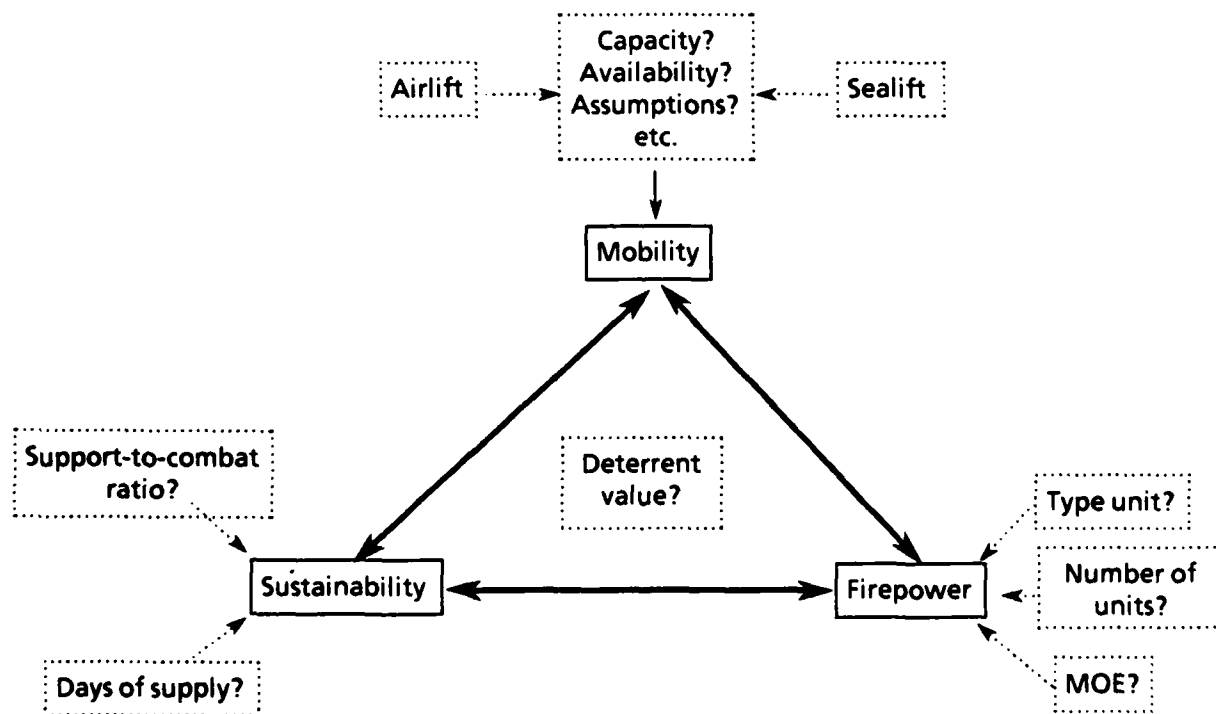 Capacity?
Availability?
Assumptions?
etc.
Airlift
Sealift
Mobility
Support-to-combat
ratio?
Deterrent
value?
Type unit?
Sustainability
Firepower
Number of
units?
Days of supply?
MOE?